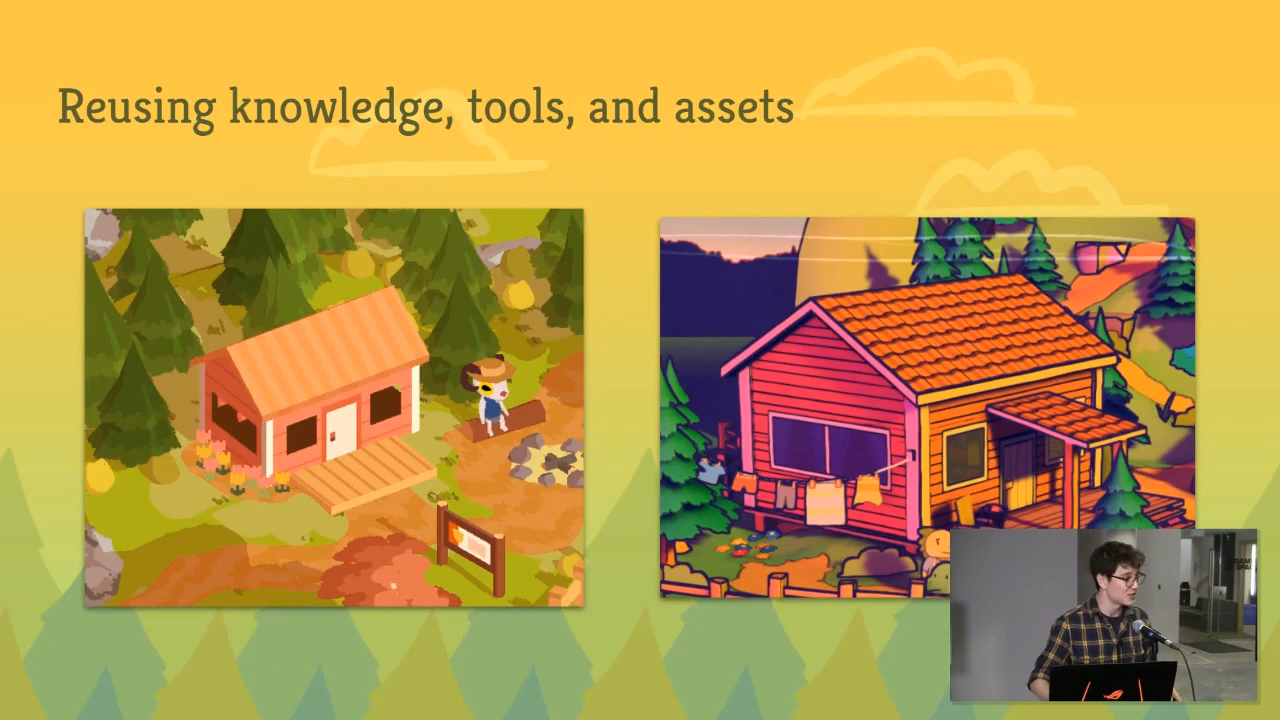 Reusing knowledge, tools, and assets